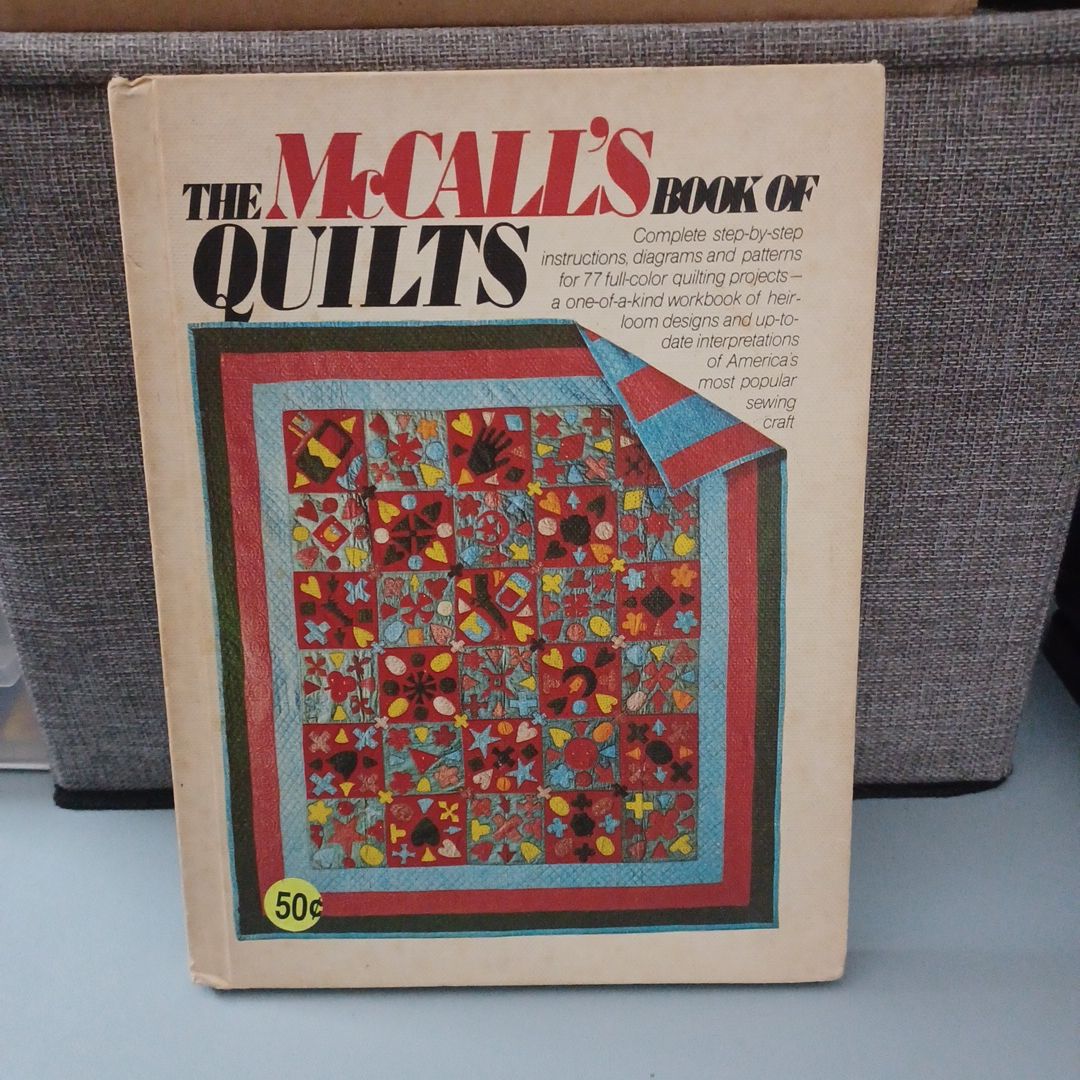 THE McCALL'S BOOK OF
QUILTS
Complete step-by-step
instructions, diagrams and patterns
for 77 full-color quilting projects—
a one-of-a-kind workbook of heir-
loom designs and up-to-
date interpretations
of America's
most popular
sewing
craft
50¢